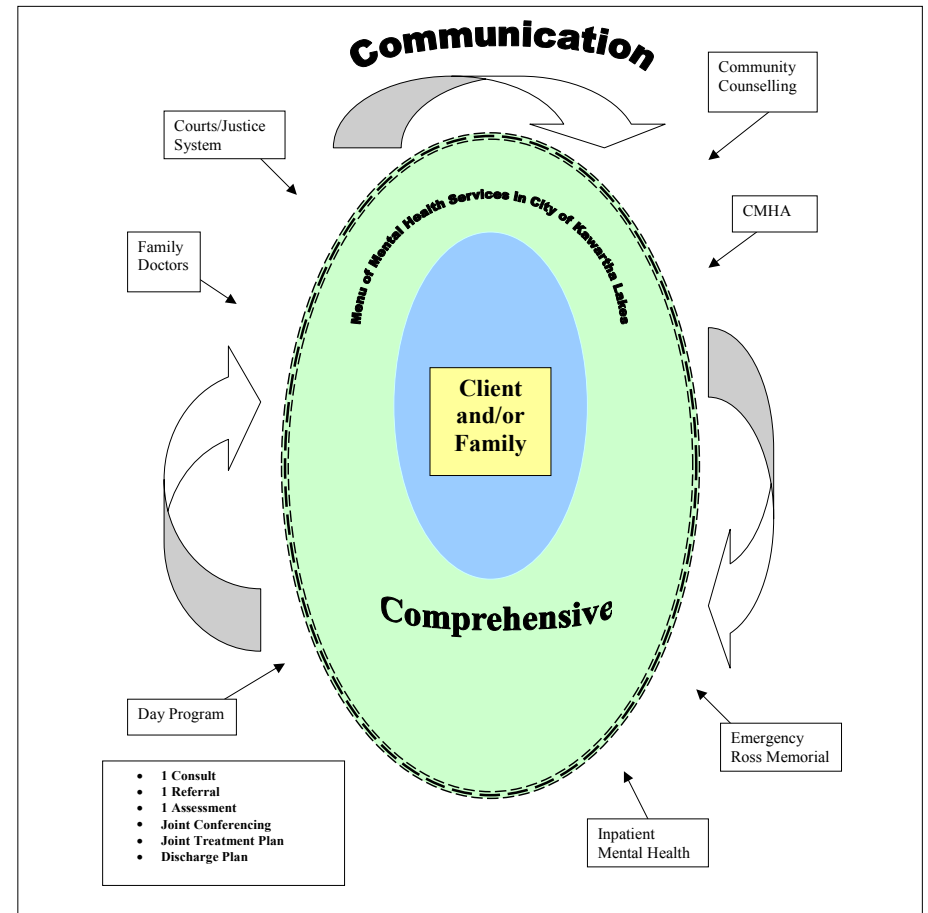 Communication
Community
Counselling
Courts/Justice
System
Menu of Mental Health Services in City of Kawartha Lakes
CMHA
Family
Doctors
Client
and/or
Family
Comprehensive
Day Program
Emergency
Ross Memorial
• 1 Consult
• 1 Referral
• 1 Assessment
• Joint Conferencing
• Joint Treatment Plan
• Discharge Plan
Inpatient
Mental Health